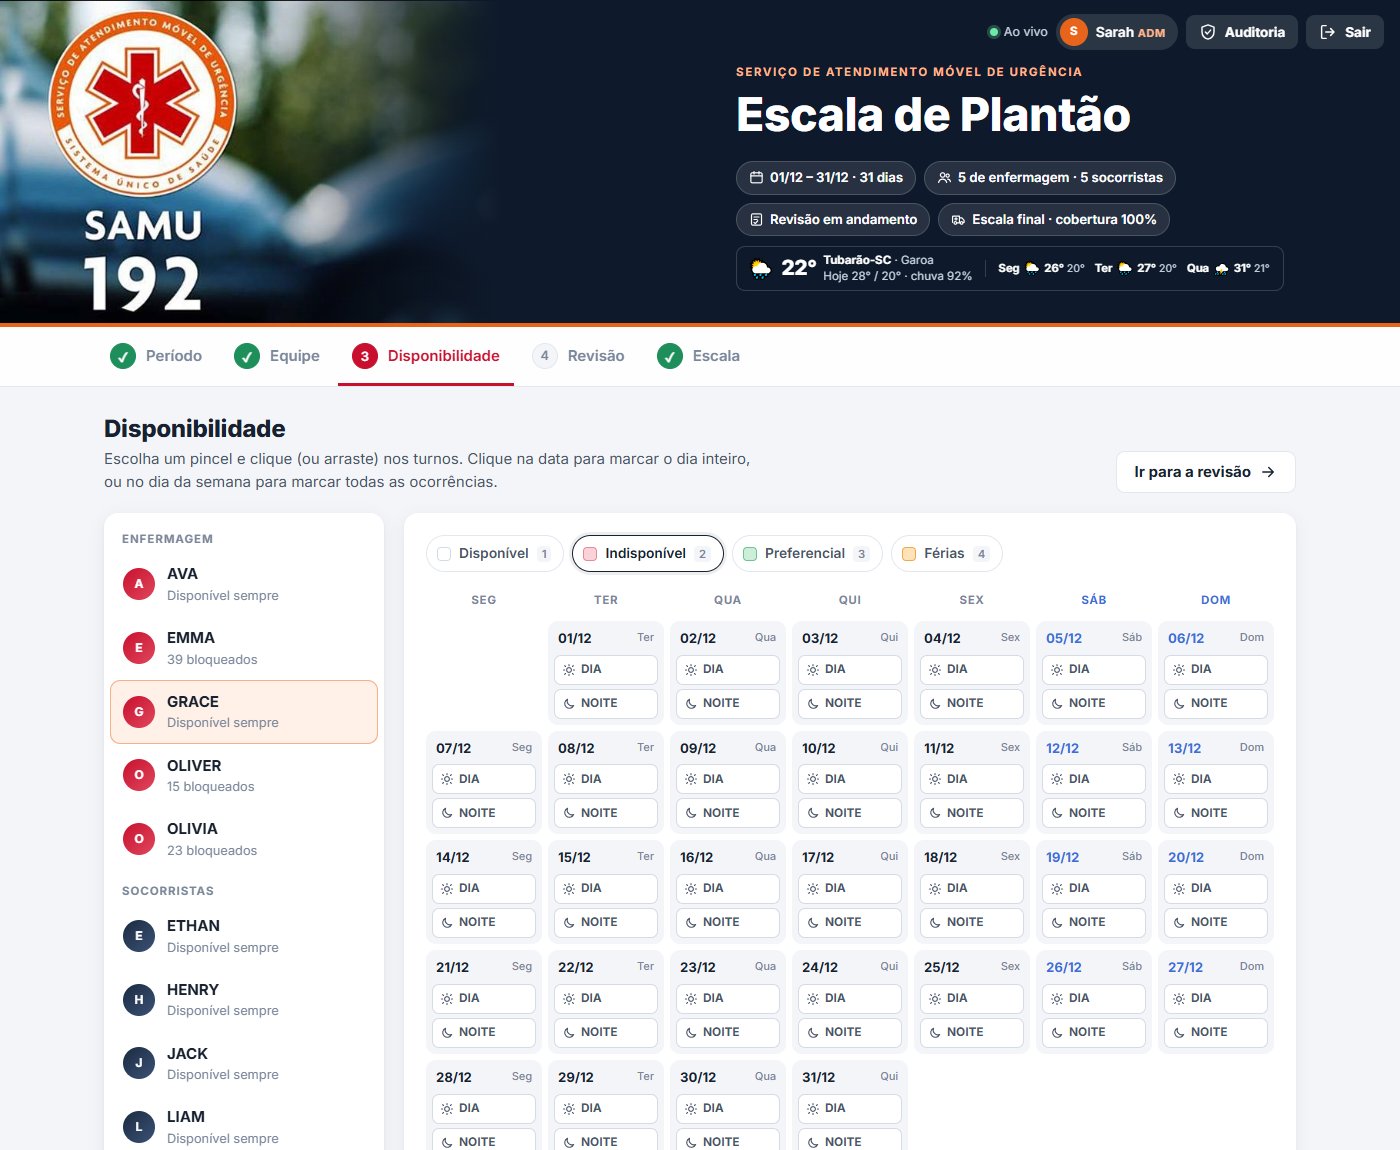 SERVIÇO DE ATENDIMENTO MÓVEL DE URGÊNCIA
SISTEMA ÚNICO DE SAÚDE
SAMU
192
Ao vivo
S Sarah ADM
Auditoria
Sair
SERVIÇO DE ATENDIMENTO MÓVEL DE URGÊNCIA
Escala de Plantão
01/12 – 31/12 · 31 dias
5 de enfermagem · 5 socorristas
Revisão em andamento
Escala final · cobertura 100%
22° Tubarão-SC · Garoa
Hoje 28° / 20° · chuva 92%
Seg 26° 20° Ter 27° 20° Qua 31° 21°
Período
Equipe
3 Disponibilidade
4 Revisão
Escala
Disponibilidade
Escolha um pincel e clique (ou arraste) nos turnos. Clique na data para marcar o dia inteiro,
ou no dia da semana para marcar todas as ocorrências.
Ir para a revisão →
ENFERMAGEM
A AVA
Disponível sempre
E EMMA
39 bloqueados
G GRACE
Disponível sempre
O OLIVER
15 bloqueados
O OLIVIA
23 bloqueados
SOCORRISTAS
E ETHAN
Disponível sempre
H HENRY
Disponível sempre
J JACK
Disponível sempre
L LIAM
Disponível sempre
Disponível 1 Indisponível 2 Preferencial 3 Férias 4
SEG TER QUA QUI SEX SÁB DOM
01/12 Ter 02/12 Qua 03/12 Qui 04/12 Sex 05/12 Sáb 06/12 Dom
DIA DIA DIA DIA DIA DIA
NOITE NOITE NOITE NOITE NOITE NOITE
07/12 Seg 08/12 Ter 09/12 Qua 10/12 Qui 11/12 Sex 12/12 Sáb 13/12 Dom
DIA DIA DIA DIA DIA DIA DIA
NOITE NOITE NOITE NOITE NOITE NOITE NOITE
14/12 Seg 15/12 Ter 16/12 Qua 17/12 Qui 18/12 Sex 19/12 Sáb 20/12 Dom
DIA DIA DIA DIA DIA DIA DIA
NOITE NOITE NOITE NOITE NOITE NOITE NOITE
21/12 Seg 22/12 Ter 23/12 Qua 24/12 Qui 25/12 Sex 26/12 Sáb 27/12 Dom
DIA DIA DIA DIA DIA DIA DIA
NOITE NOITE NOITE NOITE NOITE NOITE NOITE
28/12 Seg 29/12 Ter 30/12 Qua 31/12 Qui
DIA DIA DIA DIA
NOITE NOITE NOITE NOITE